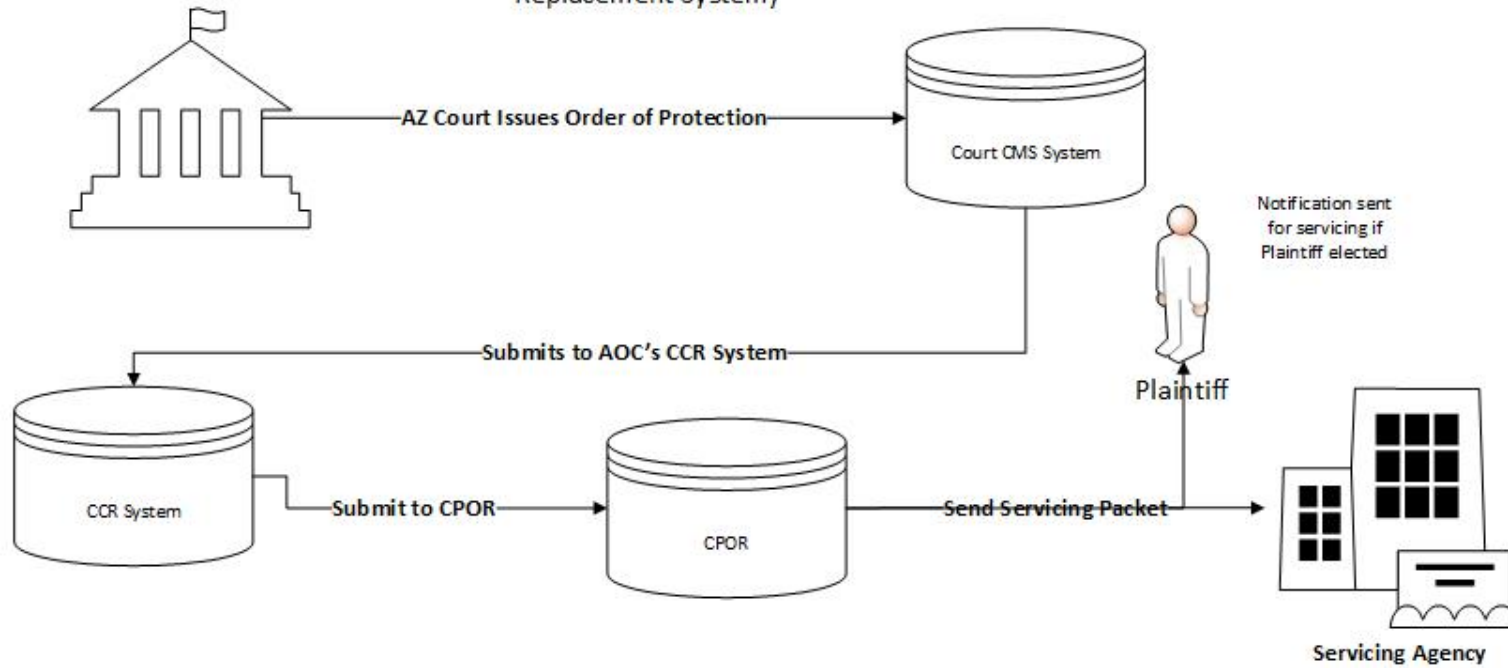 Replacement System)
AZ Court Issues Order of Protection
Court CMS System
Notification sent
for servicing if
Plaintiff elected
Submits to AOC's CCR System
Plaintiff
CCR System
Submit to CPOR
CPOR
Send Servicing Packet
Servicing Agency